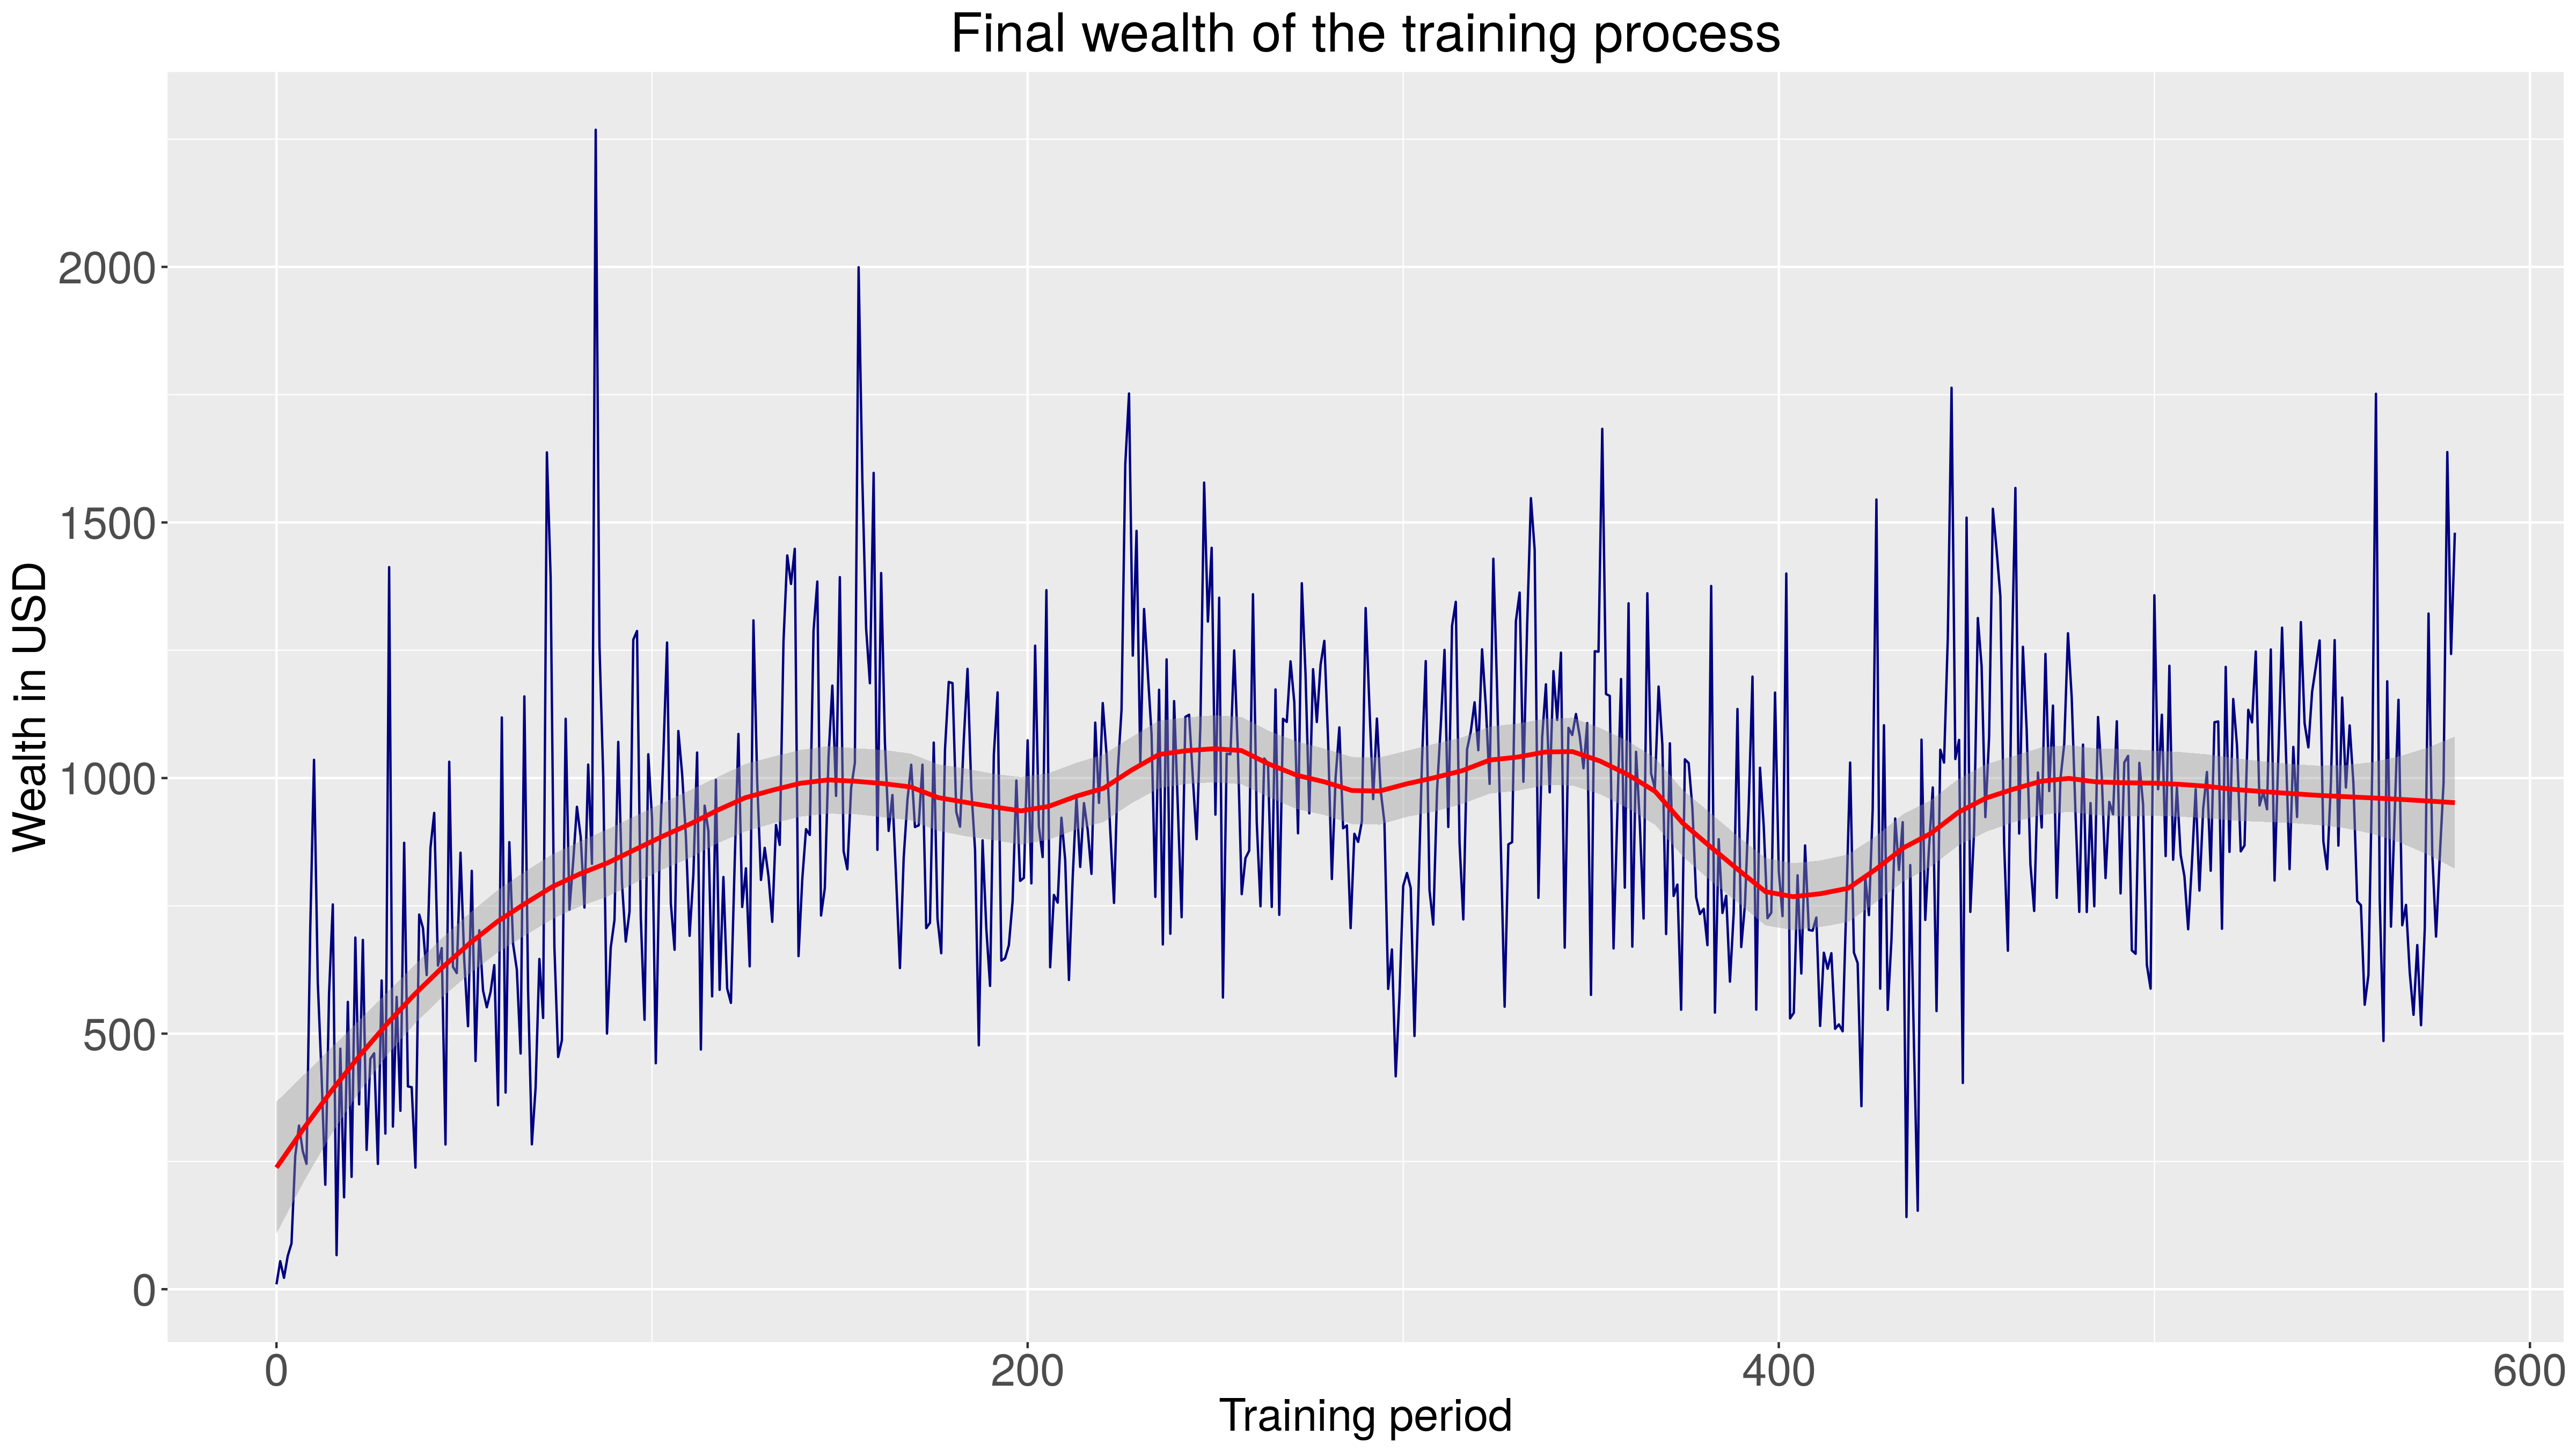 Final wealth of the training process
Wealth in USD
2000
1500
1000
500
0
0 200 400 600
Training period